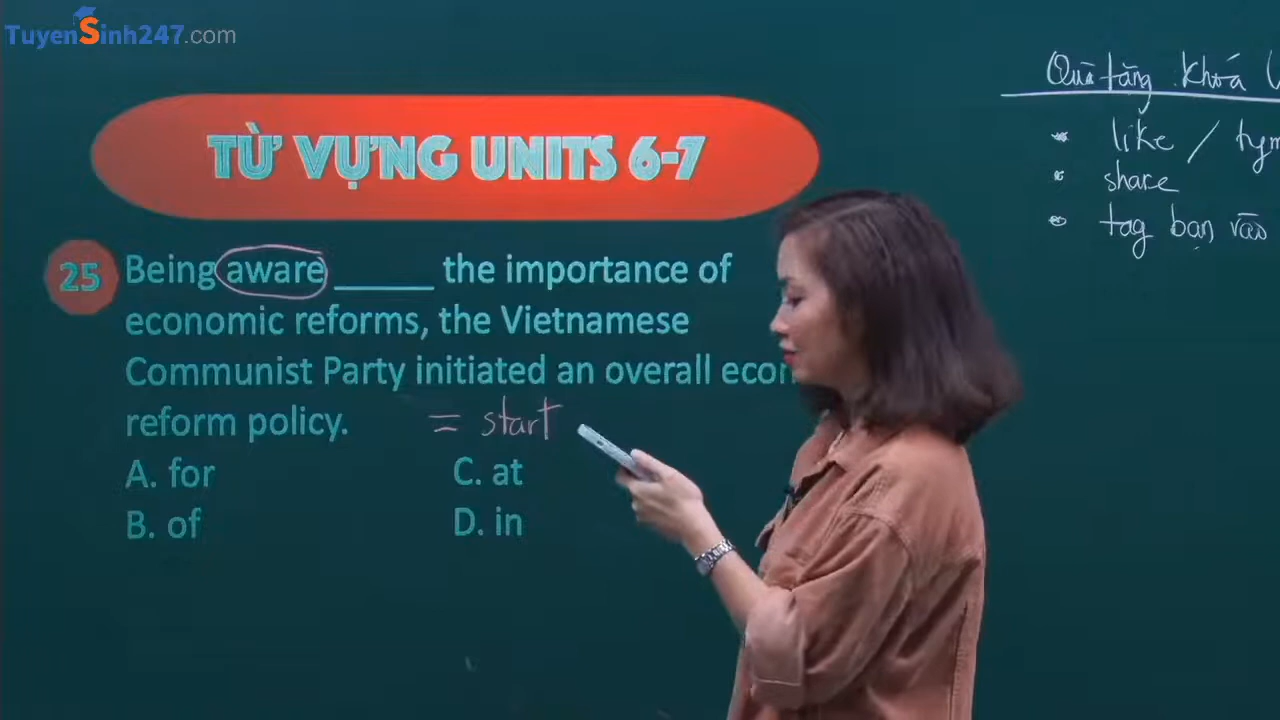 TuyenSinh247.com
Quà tặng khoá
* like / tym
* share
* tag bạn vào
TỪ VỰNG UNITS 6-7
25 Being aware ______ the importance of
economic reforms, the Vietnamese
Communist Party initiated an overall econ
reform policy. = start
A. for C. at
B. of D. in